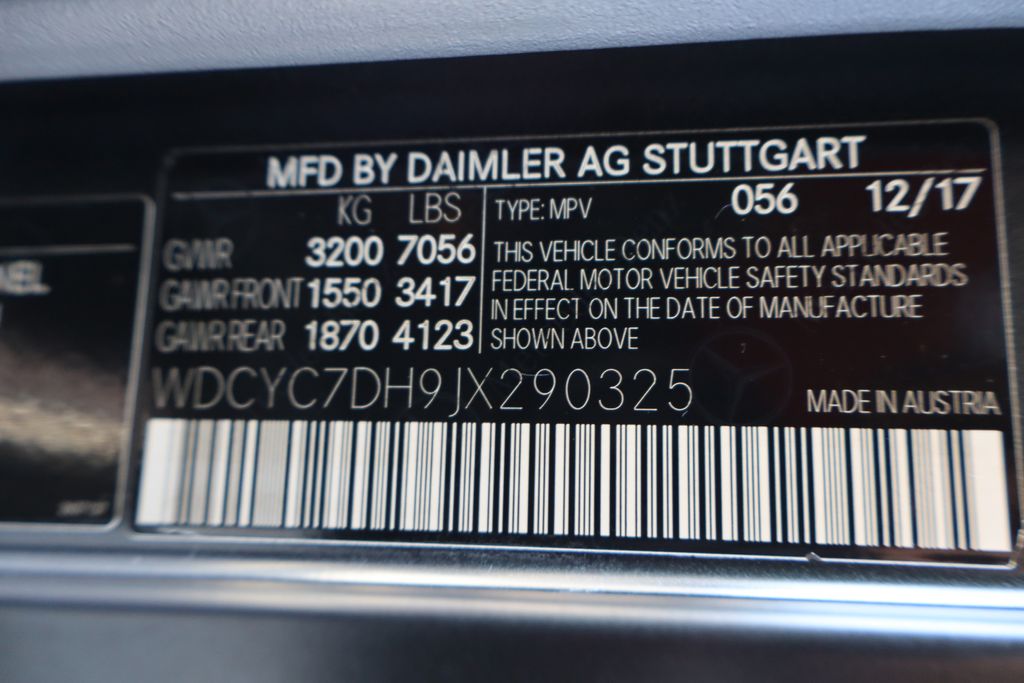 MFD BY DAIMLER AG STUTTGART
KG LBS
GVWR 3200 7056
GAWR FRONT 1550 3417
GAWR REAR 1870 4123
TYPE: MPV 056 12/17
THIS VEHICLE CONFORMS TO ALL APPLICABLE
FEDERAL MOTOR VEHICLE SAFETY STANDARDS
IN EFFECT ON THE DATE OF MANUFACTURE
SHOWN ABOVE
WDCYC7DH9JX290325
MADE IN AUSTRIA